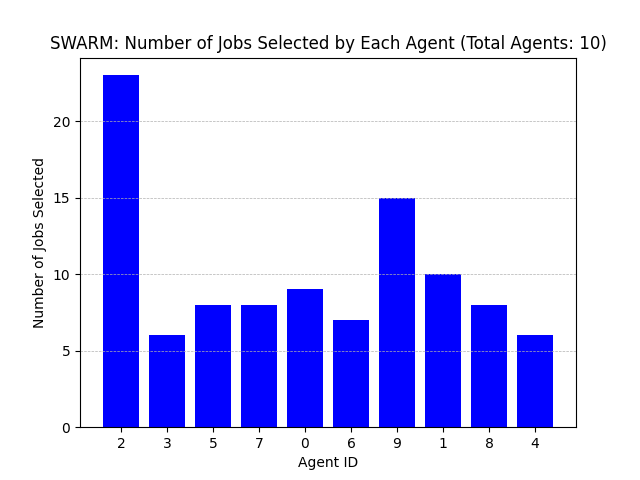 SWARM: Number of Jobs Selected by Each Agent (Total Agents: 10)
Number of Jobs Selected
20
15
10
5
0
2 3 5 7 0 6 9 1 8 4
Agent ID